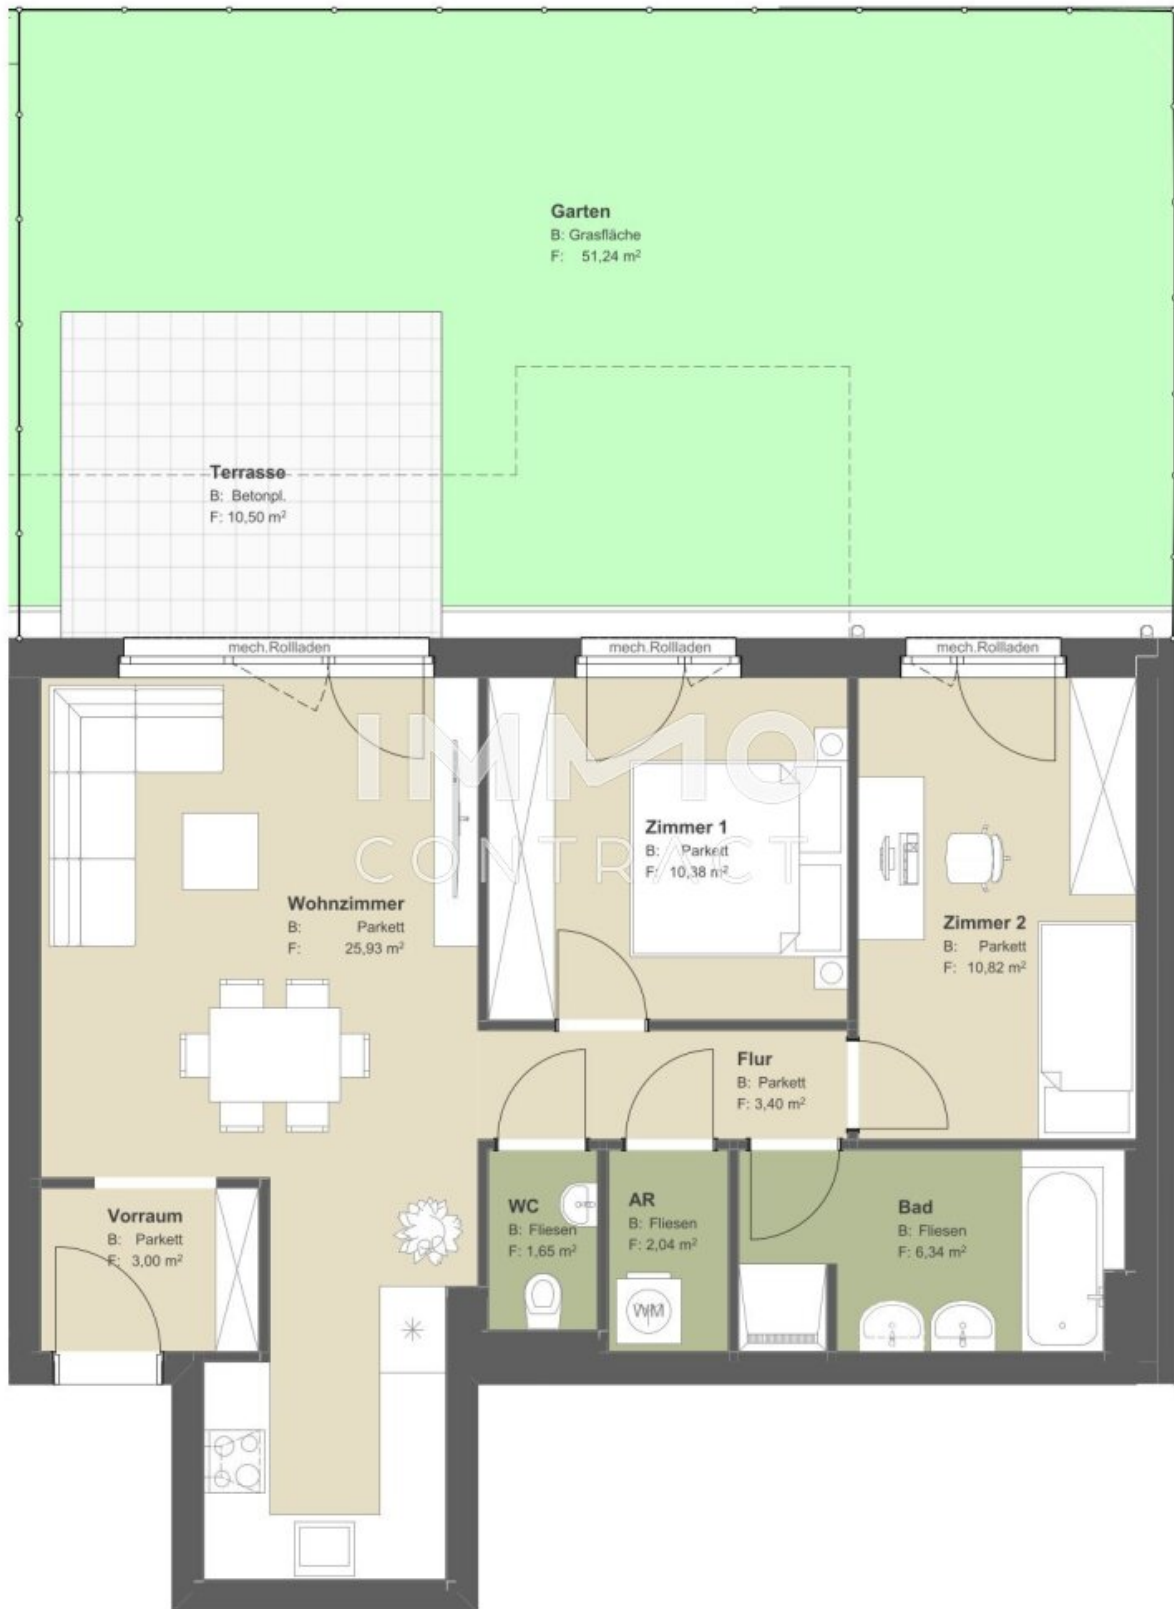 Garten
B: Grasfläche
F: 51,24 m²
Terrasse
B: Betonpl.
F: 10,50 m²
mech.Rollladen
mech.Rollladen
mech.Rollladen
IMMO
CONTRACT
Zimmer 1
B: Parkett
F: 10,38 m²
Wohnzimmer
B: Parkett
F: 25,93 m²
Zimmer 2
B: Parkett
F: 10,82 m²
Flur
B: Parkett
F: 3,40 m²
Vorraum
B: Parkett
F: 3,00 m²
WC
B: Fliesen
F: 1,65 m²
AR
B: Fliesen
F: 2,04 m²
WM
Bad
B: Fliesen
F: 6,34 m²